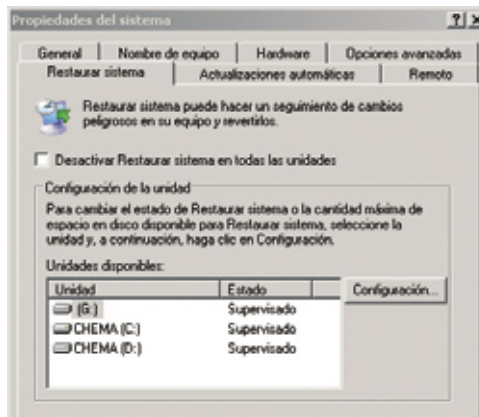 Propiedades del sistema
General Nombre de equipo Hardware Opciones avanzadas
Restaurar sistema Actualizaciones automáticas Remoto
Restaurar sistema puede hacer un seguimiento de cambios
peligrosos en su equipo y revertirlos.
Desactivar Restaurar sistema en todas las unidades
Configuración de la unidad
Para cambiar el estado de Restaurar sistema o la cantidad máxima de
espacio en disco disponible para Restaurar sistema, seleccione la
unidad y, a continuación, haga clic en Configuración.
Unidades disponibles:
Unidad Estado Configuración...
(G:) Supervisado
CHEMA (C:) Supervisado
CHEMA (D:) Supervisado